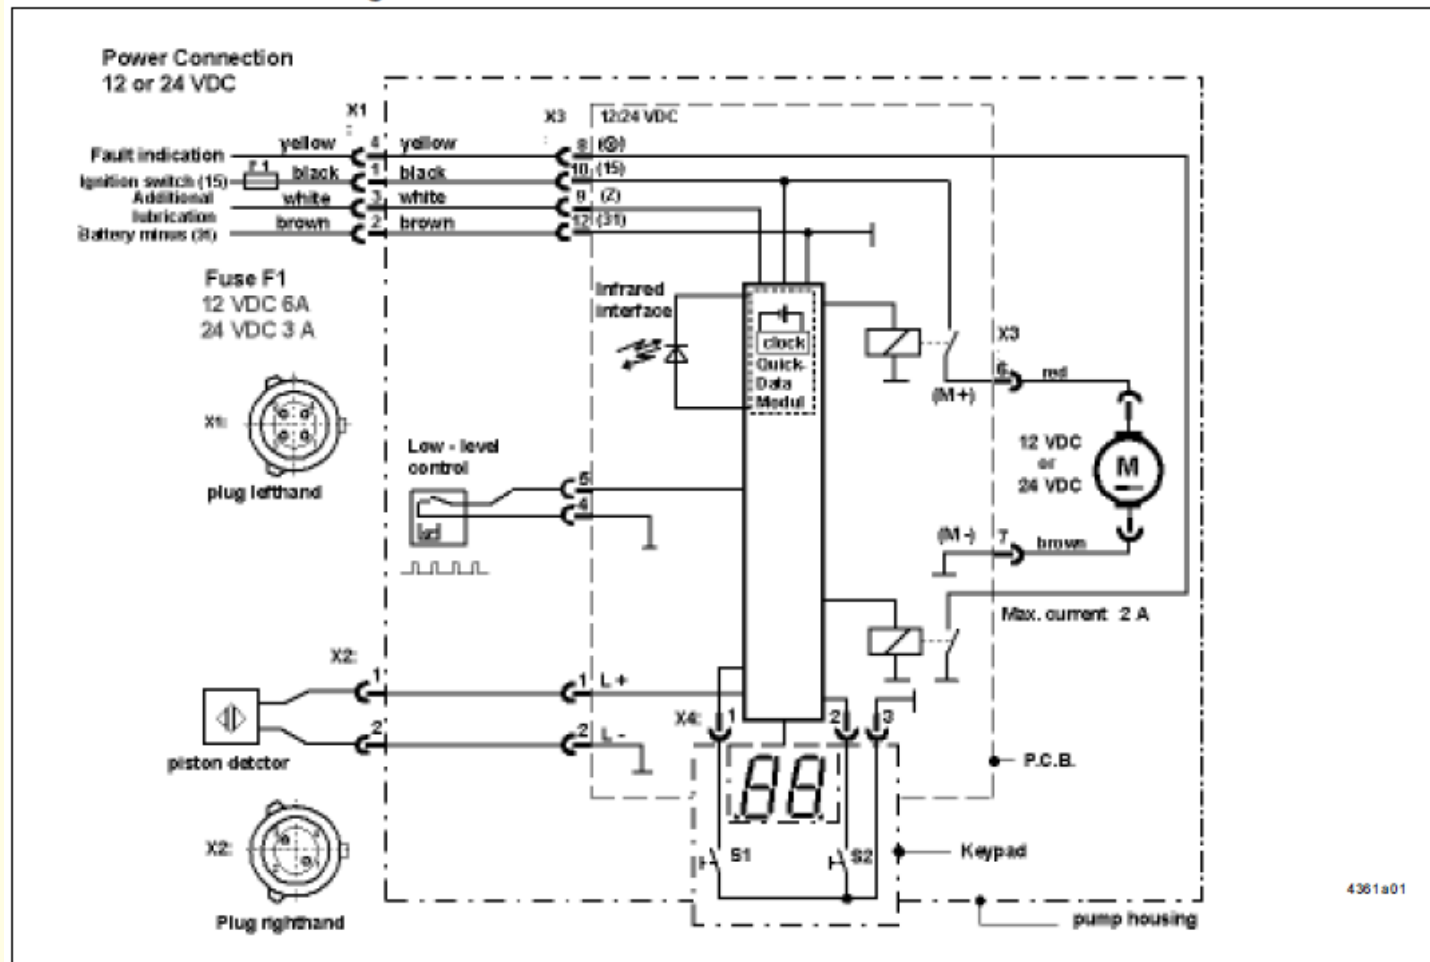 Power Connection
12 or 24 VDC
X1
:
X3
:
12/24 VDC
Fault indication
yellow
4
yellow
8
Ignition switch (15)
F 1
black
1
black
10
(15)
Additional
lubrication
white
3
white
9
(Z)
Battery minus (31)
brown
2
brown
12
(31)
Fuse F1
12 VDC 6A
24 VDC 3 A
Infrared
interface
clock
Quick-
Data
Modul
X3
:
6
red
(M+)
X1:
plug lefthand
Low - level
control
5
4
12 VDC
or
24 VDC
M
(M -)
7
brown
Max. current 2 A
X2:
1
1
L +
2
2
L -
piston detctor
X4:
1
2
3
88
P.C.B.
X2:
S1
S2
Keypad
Plug righthand
pump housing
4361a01